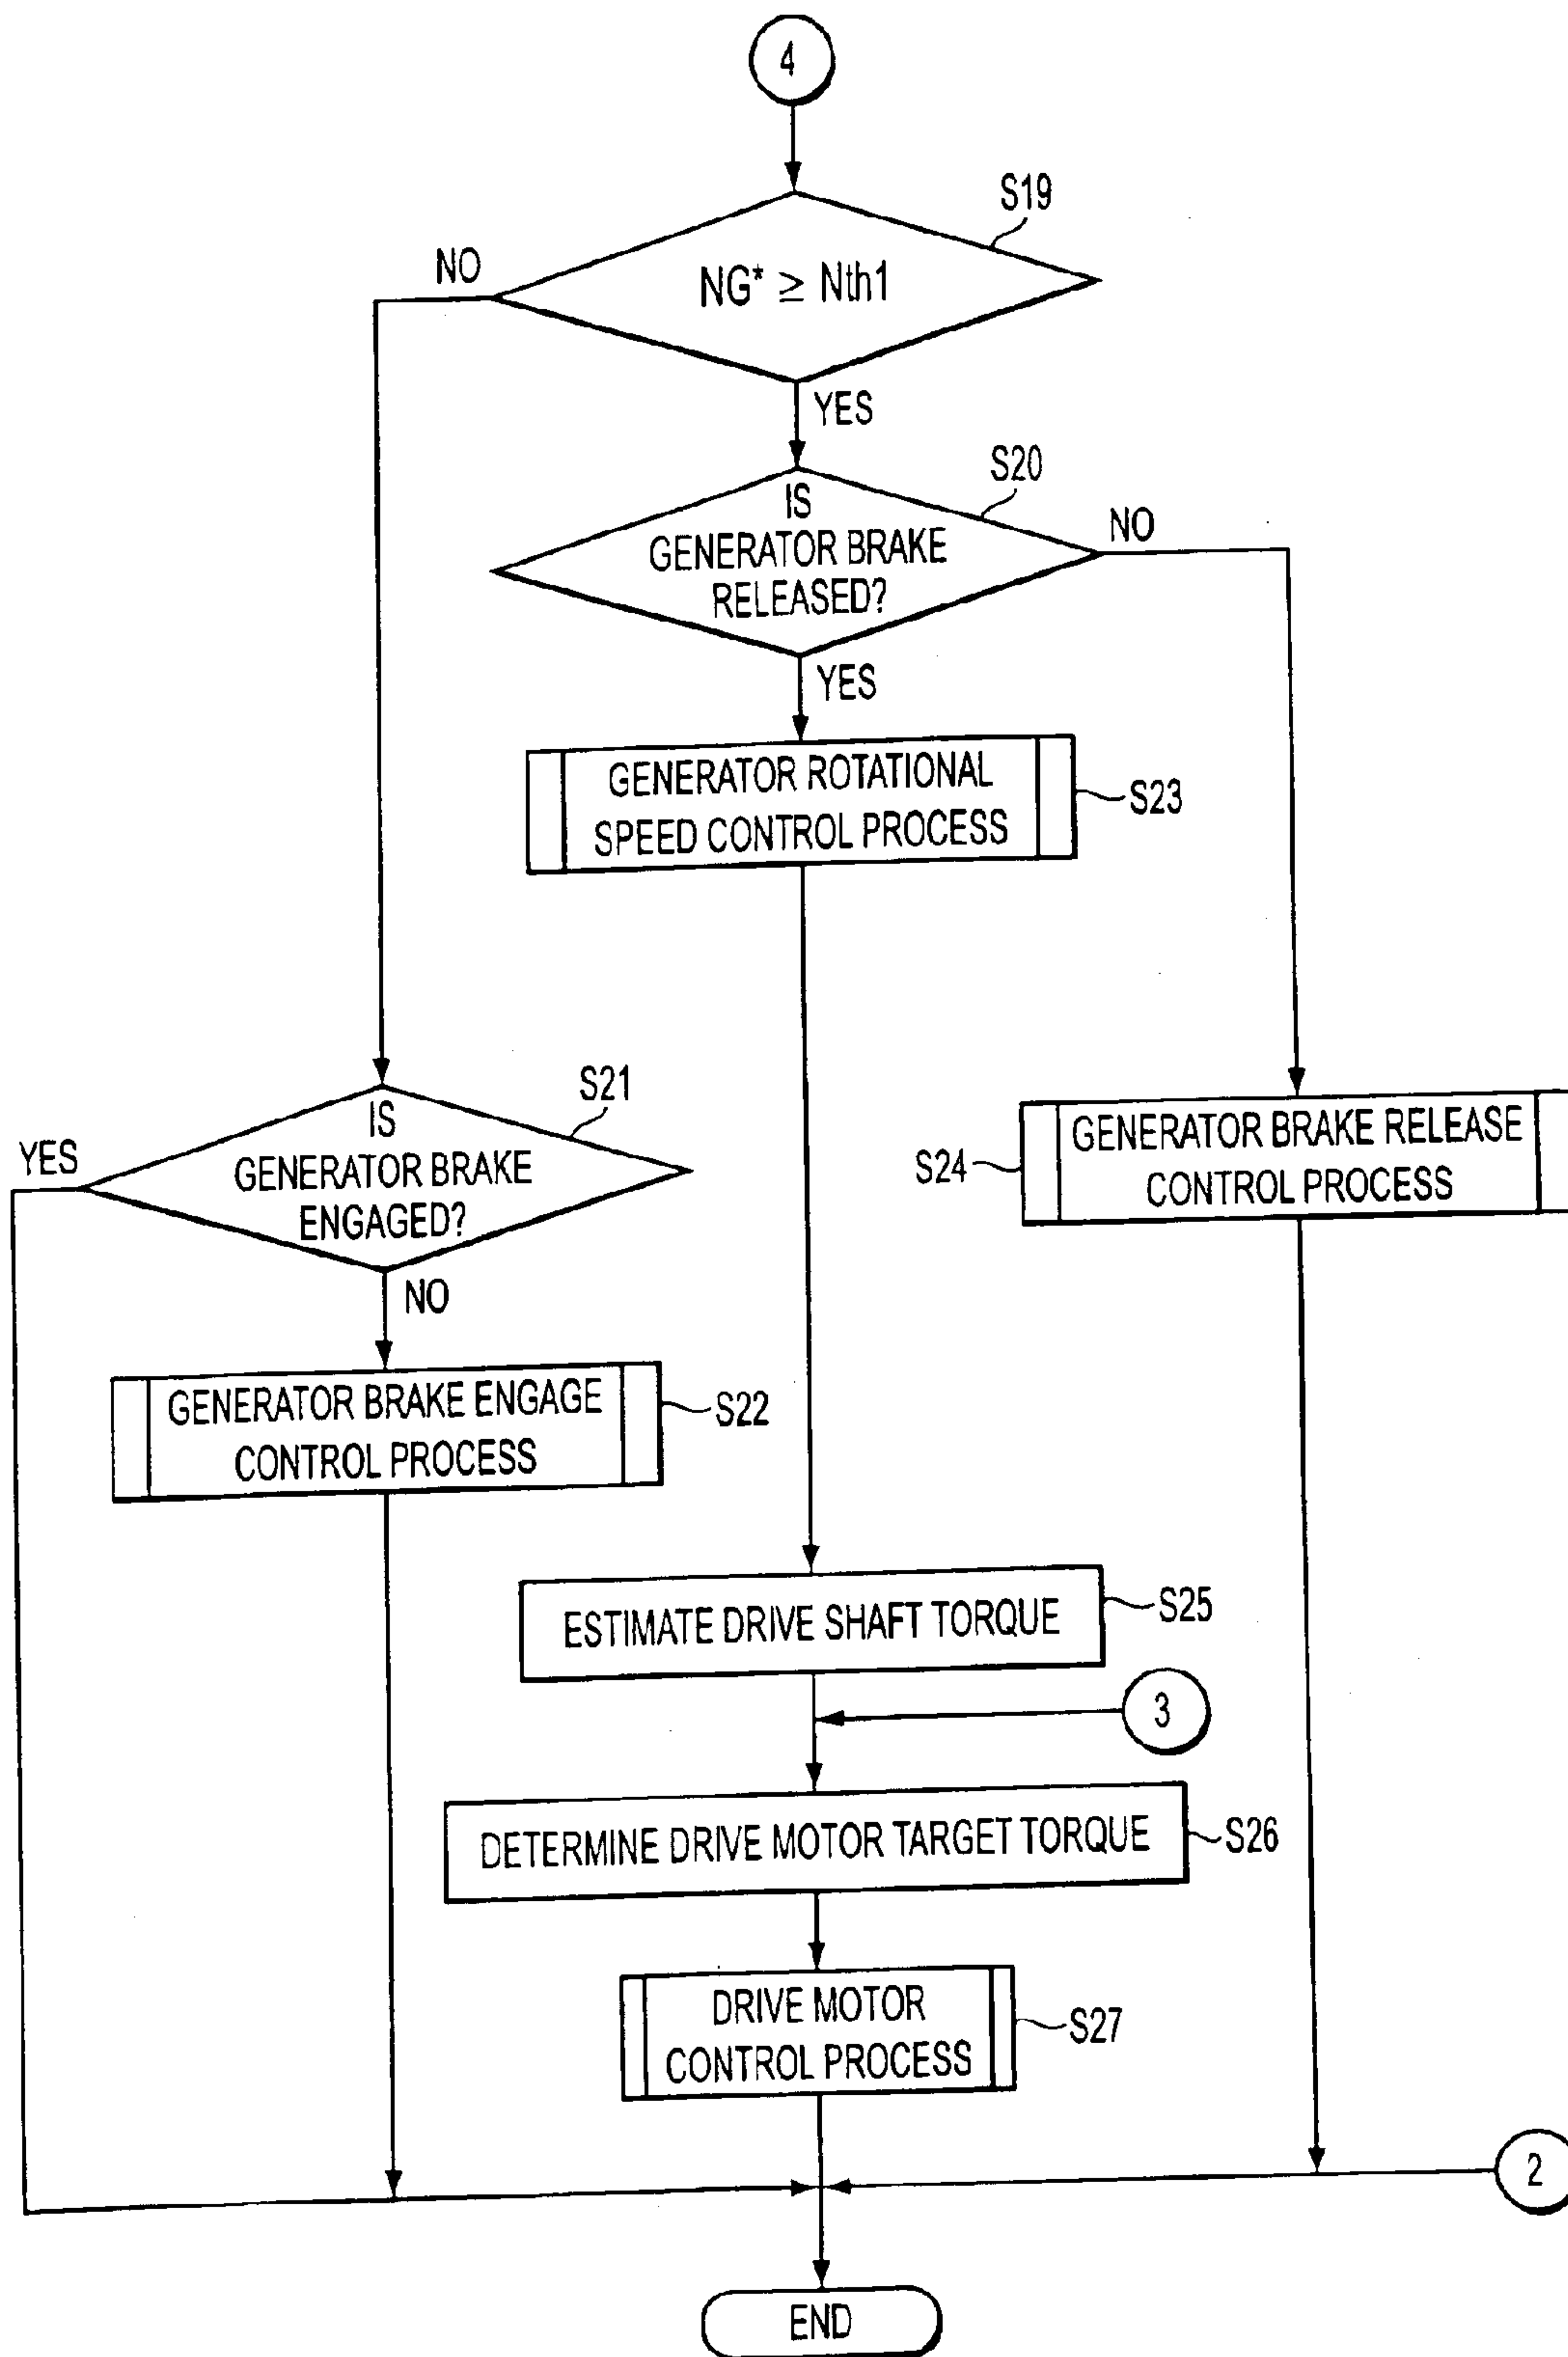 4
S19
NO
NG* ≥ Nth1
YES
S20
IS
GENERATOR BRAKE
RELEASED?
NO
YES
GENERATOR ROTATIONAL
SPEED CONTROL PROCESS
S23
S21
IS
GENERATOR BRAKE
ENGAGED?
YES
NO
S24
GENERATOR BRAKE RELEASE
CONTROL PROCESS
GENERATOR BRAKE ENGAGE
CONTROL PROCESS
S22
ESTIMATE DRIVE SHAFT TORQUE
S25
3
DETERMINE DRIVE MOTOR TARGET TORQUE
S26
DRIVE MOTOR
CONTROL PROCESS
S27
2
END